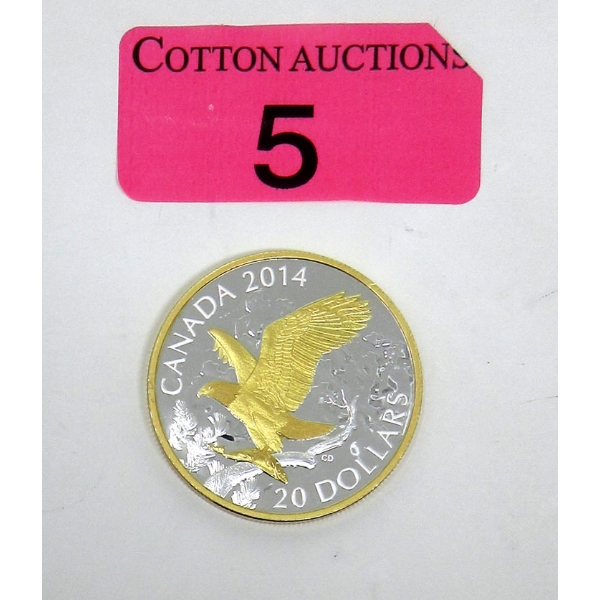 COTTON AUCTIONS
5
CANADA 2014
CD
20 DOLLARS